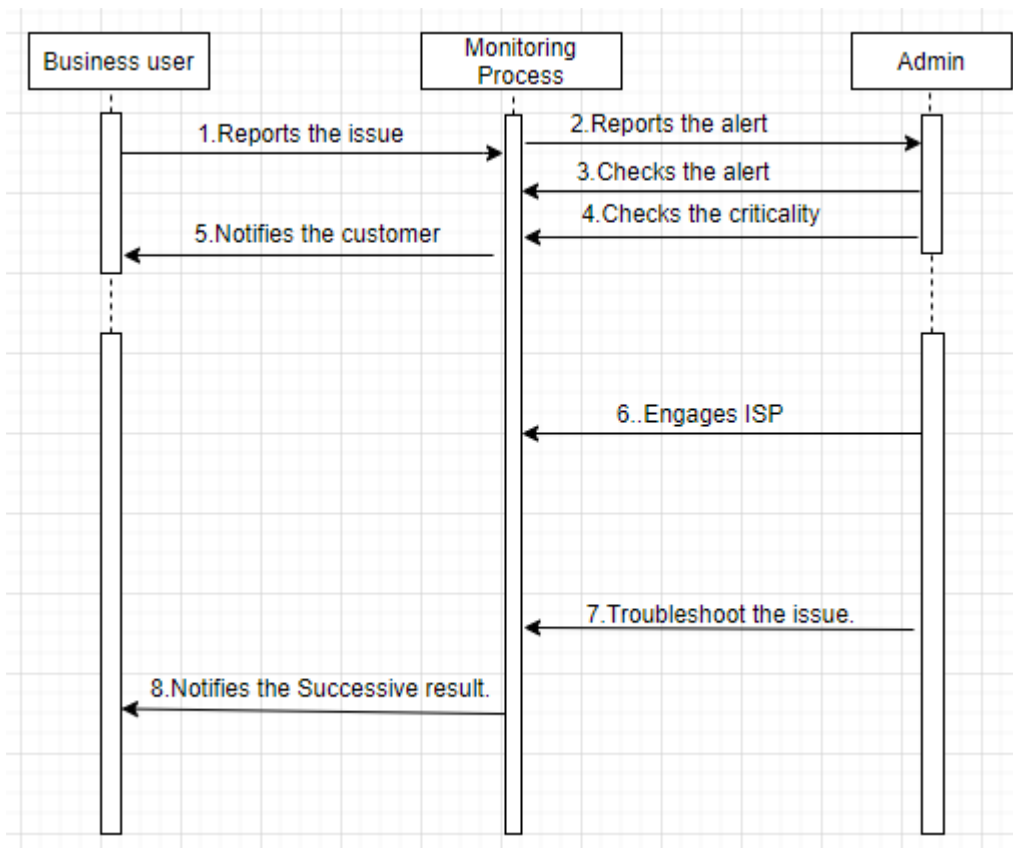 Business user
Monitoring
Process
Admin
1.Reports the issue
2.Reports the alert
3.Checks the alert
4.Checks the criticality
5.Notifies the customer
6..Engages ISP
7.Troubleshoot the issue.
8.Notifies the Successive result.